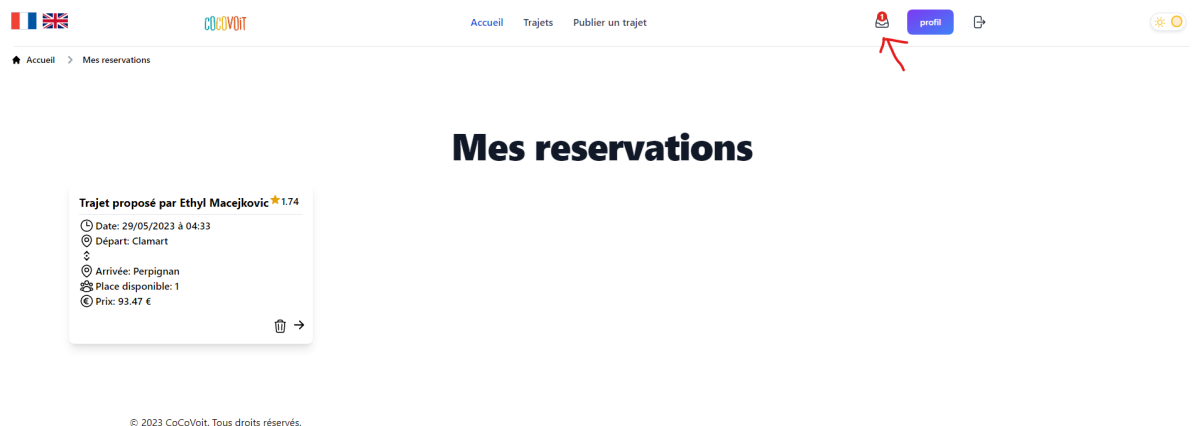 COCOVOIT
Accueil
Trajets
Publier un trajet
1
profil
Accueil
Mes reservations
Mes reservations
Trajet proposé par Ethyl Macejkovic 1.74
Date: 29/05/2023 à 04:33
Départ: Clamart
Arrivée: Perpignan
Place disponible: 1
Prix: 93.47 €
© 2023 CoCoVoit. Tous droits réservés.